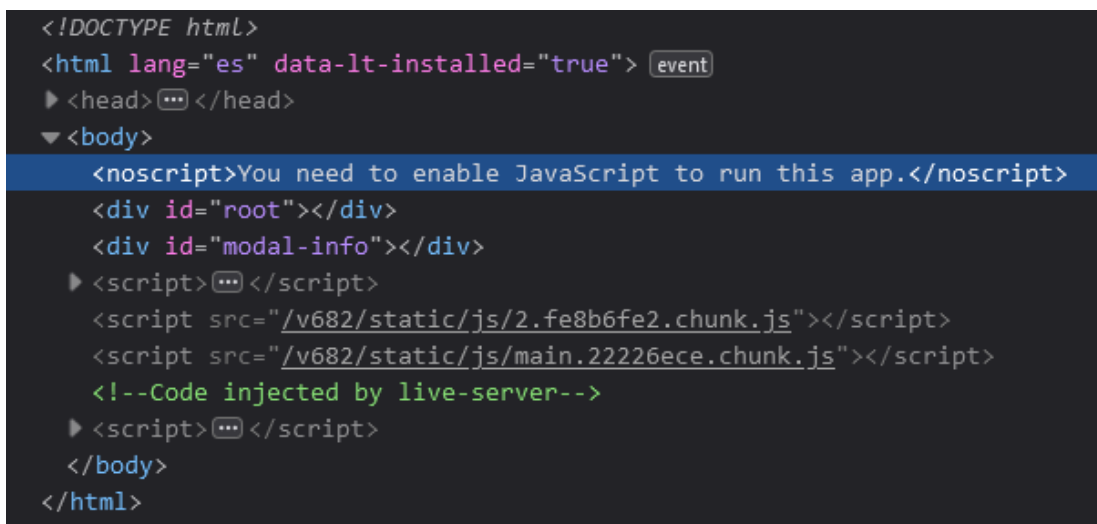 <!DOCTYPE html>
<html lang="es" data-lt-installed="true"> event
<head>⋯</head>
<body>
<noscript>You need to enable JavaScript to run this app.</noscript>
<div id="root"></div>
<div id="modal-info"></div>
<script>⋯</script>
<script src="/v682/static/js/2.fe8b6fe2.chunk.js"></script>
<script src="/v682/static/js/main.22226ece.chunk.js"></script>
<!--Code injected by live-server-->
<script>⋯</script>
</body>
</html>